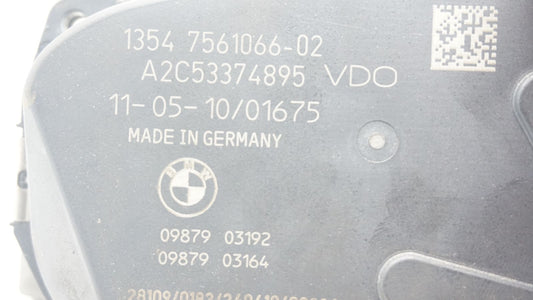 1354 7561066-02
A2C53374895 VDO
11-05-10/01675
MADE IN GERMANY
BMW
09879 03192
09879 03164